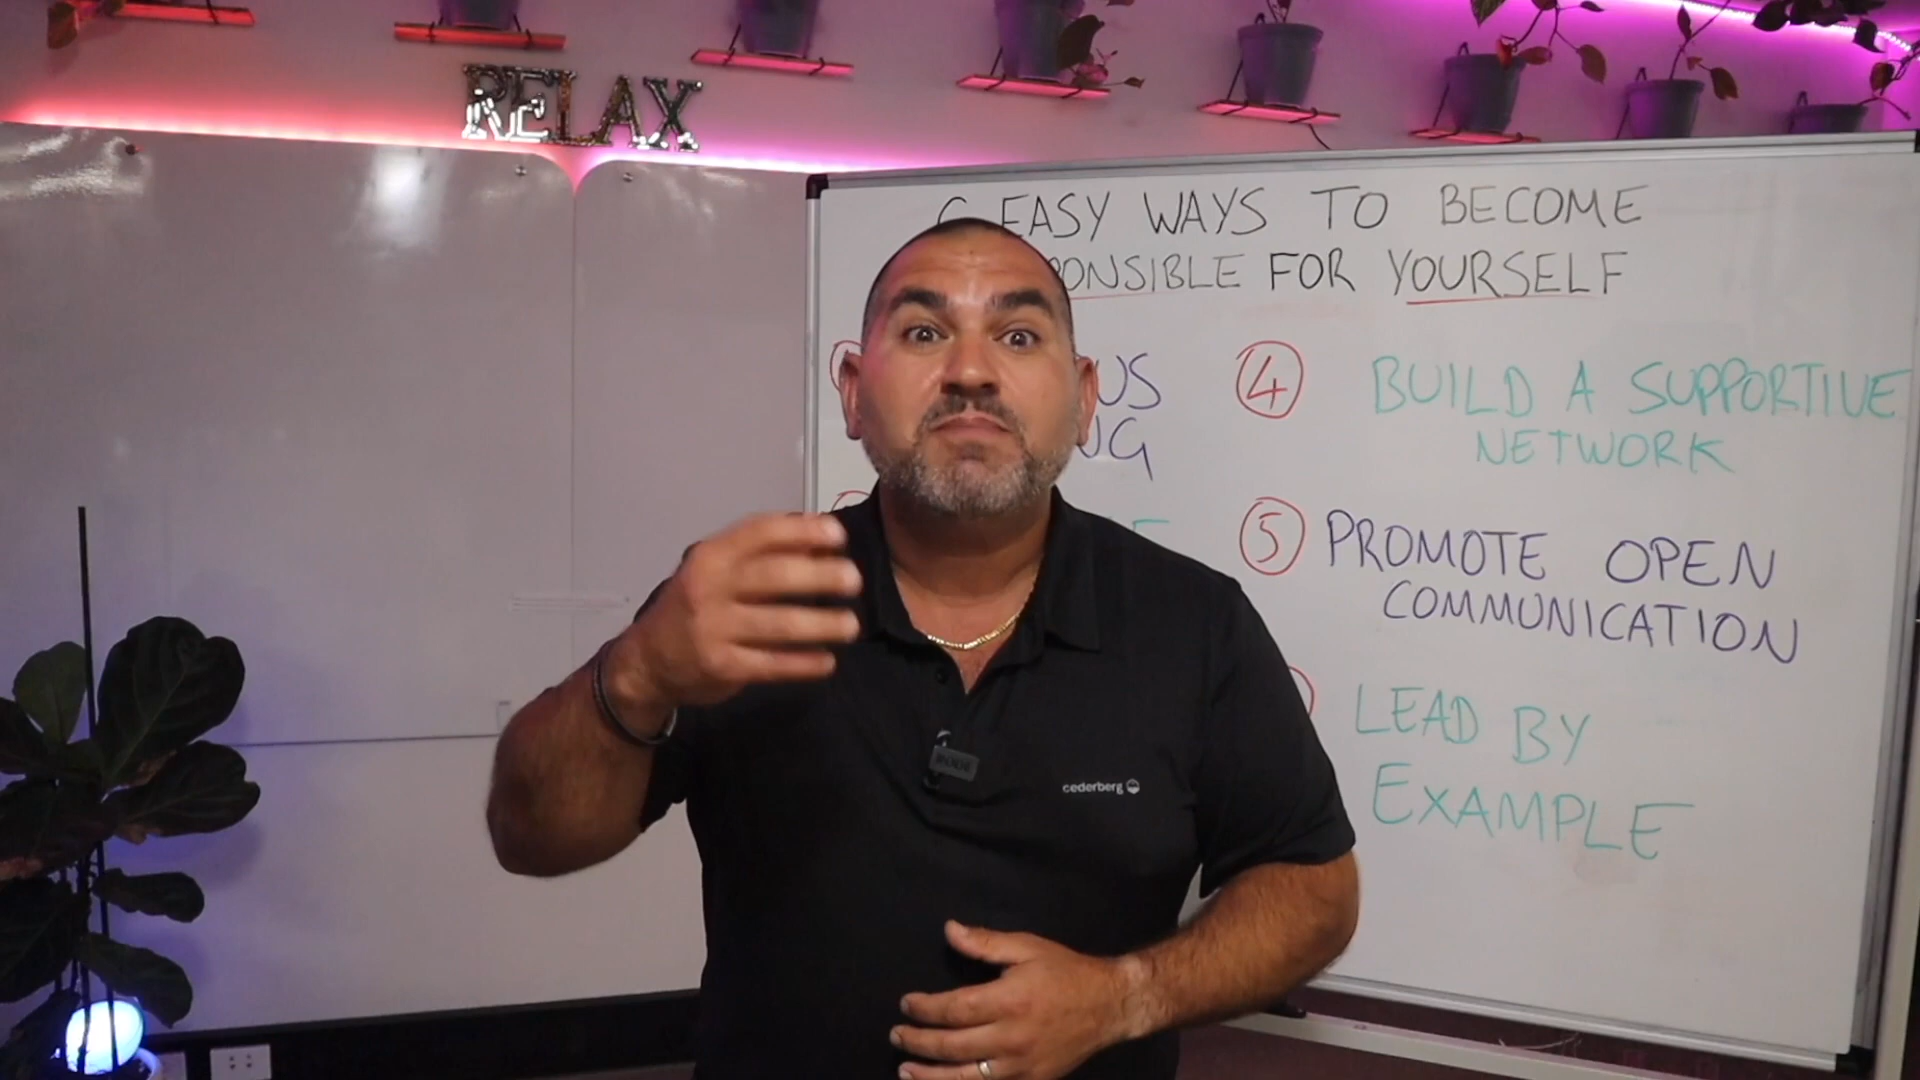 RELAX
6 EASY WAYS TO BECOME
FOR YOURSELF
4 BUILD A SUPPORTIVE
NETWORK
5 PROMOTE OPEN
COMMUNICATION
LEAD BY
EXAMPLE
cederberg